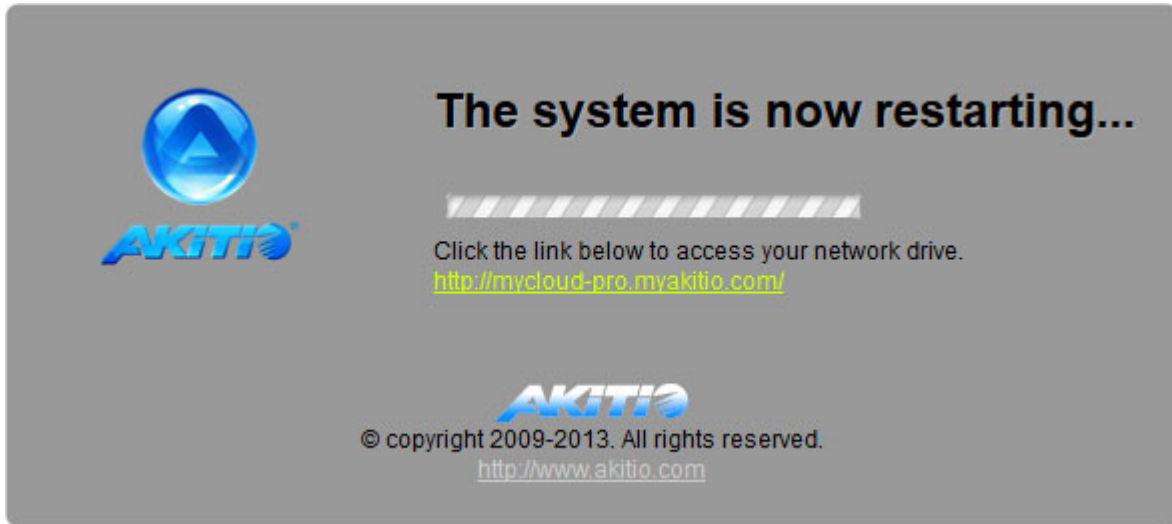 The system is now restarting...
AKiTiO®
Click the link below to access your network drive.
http://mycloud-pro.myakitio.com/
AKiTiO
© copyright 2009-2013. All rights reserved.
http://www.akitio.com